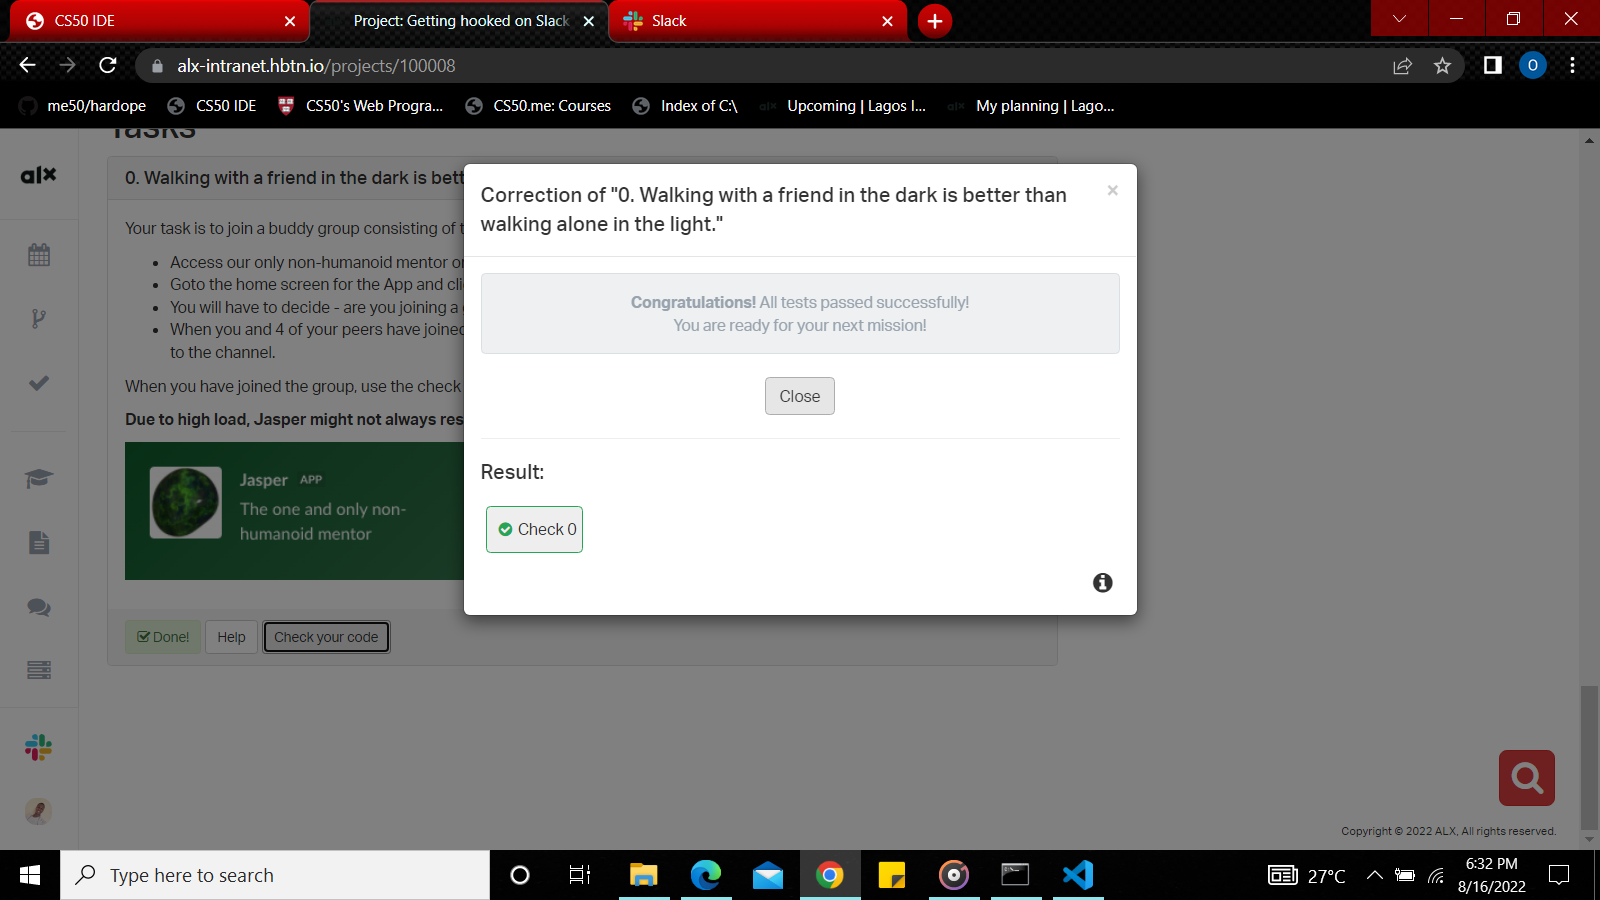 CS50 IDE
Project: Getting hooked on Slack
Slack
alx-intranet.hbtn.io/projects/100008
O
me50/hardope
CS50 IDE
CS50's Web Progra...
CS50.me: Courses
Index of C:\
alx
Upcoming | Lagos I...
alx
My planning | Lago...
Tasks
alx
0. Walking with a friend in the dark is bett
Your task is to join a buddy group consisting of
Access our only non-humanoid mentor
Goto the home screen for the App and
You will have to decide - are you joining a
When you and 4 of your peers have joined
to the channel.
When you have joined the group, use the check
Due to high load, Jasper might not always res
Jasper APP
The one and only non-
humanoid mentor
Done!
Help
Check your code
Correction of "0. Walking with a friend in the dark is better than
walking alone in the light."
×
Congratulations! All tests passed successfully!
You are ready for your next mission!
Close
Result:
Check 0
Copyright © 2022 ALX, All rights reserved.
Type here to search
27°C
6:32 PM
8/16/2022